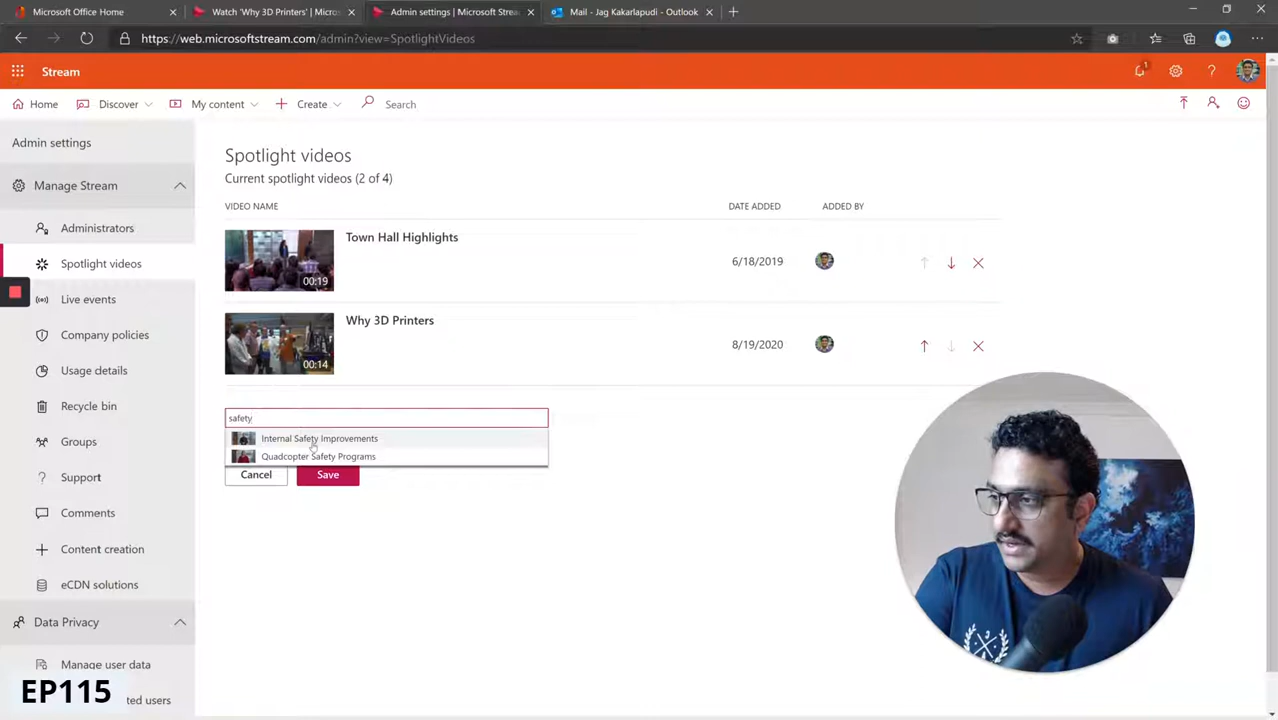 Microsoft Office Home
Watch 'Why 3D Printers' | Micros
Admin settings | Microsoft Strea
Mail - Jag Kakarlapudi - Outlook
https://web.microsoftstream.com/admin?view=SpotlightVideos
Stream
1
Home
Discover
My content
Create
Search
Admin settings
Manage Stream
Administrators
Spotlight videos
Live events
Company policies
Usage details
Recycle bin
Groups
Support
Comments
Content creation
eCDN solutions
Data Privacy
Manage user data
ted users
Spotlight videos
Current spotlight videos (2 of 4)
VIDEO NAME
DATE ADDED
ADDED BY
Town Hall Highlights
00:19
6/18/2019
Why 3D Printers
00:14
8/19/2020
safety
Internal Safety Improvements
Quadcopter Safety Programs
Cancel
Save
EP115